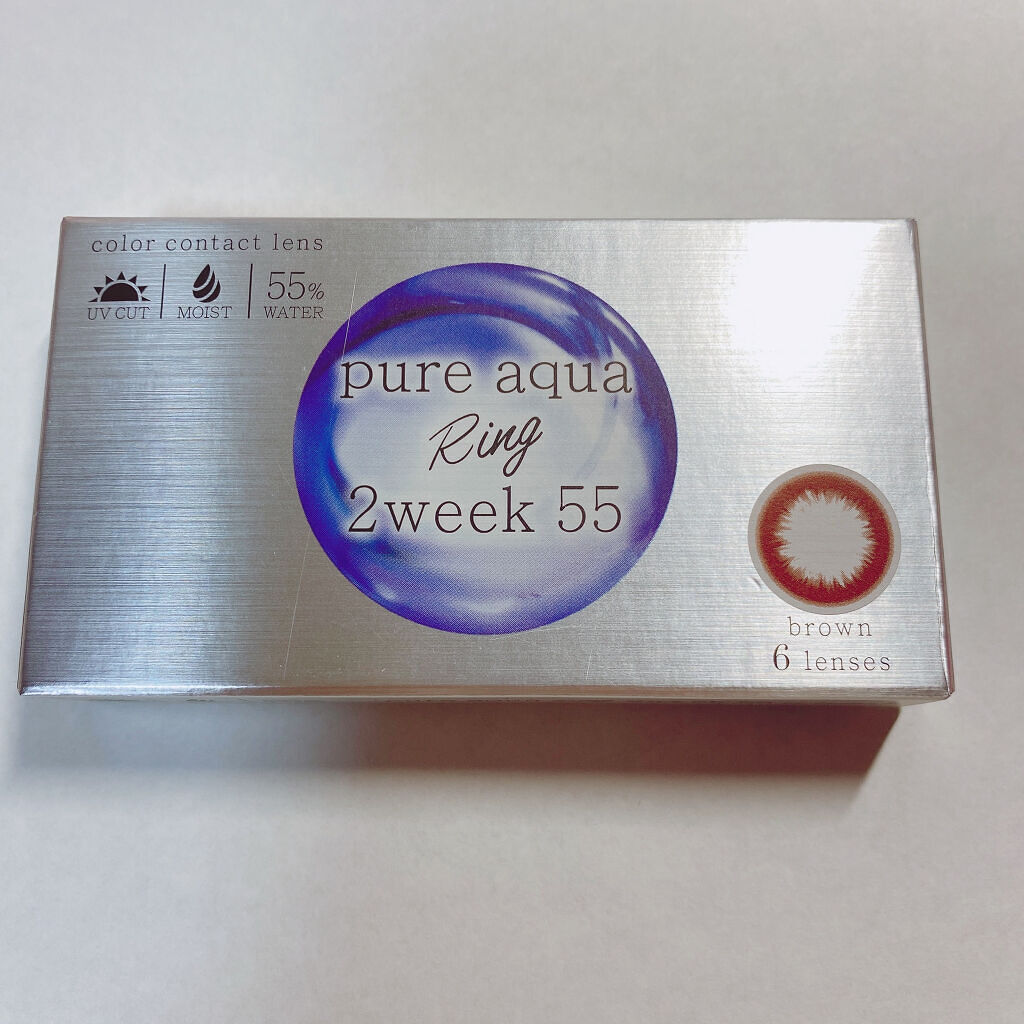 color contact lens
UV CUT MOIST 55% WATER
pure aqua
Ring
2week 55
brown
6 lenses